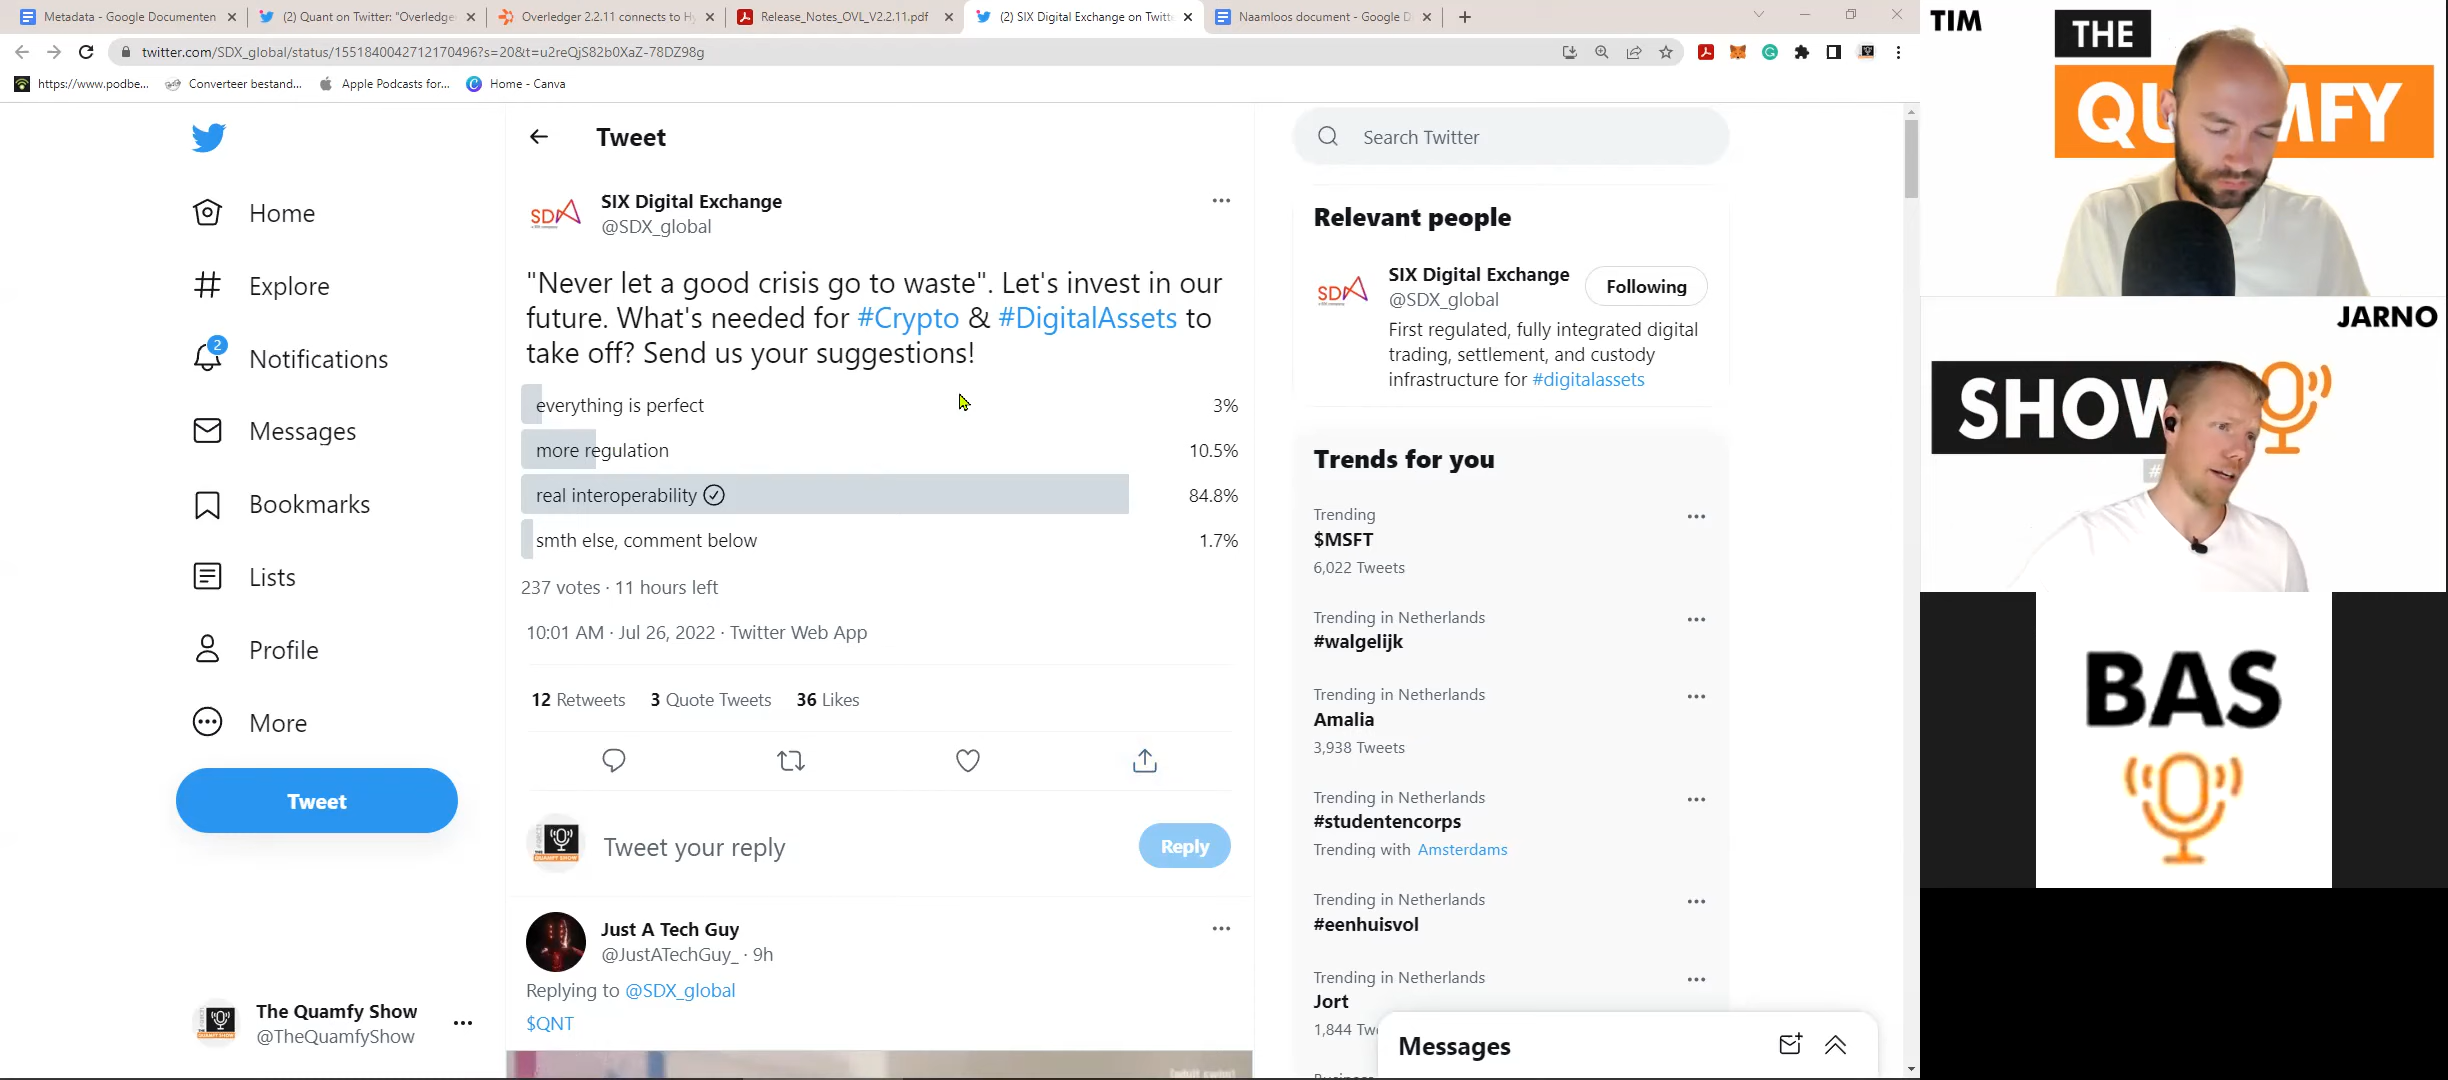 Metadata - Google Documenten
(2) Quant on Twitter: "Overledge
Overledger 2.2.11 connects to Hy
Release_Notes_OVL_V2.2.11.pdf
(2) SIX Digital Exchange on Twitt
Naamloos document - Google D
twitter.com/SDX_global/status/1551840042712170496?s=20&t=u2reQjS82b0XaZ-78DZ98g
https://www.podbe...
Converteer bestand...
Apple Podcasts for...
Home - Canva
Home
Explore
2
Notifications
Messages
Bookmarks
Lists
Profile
More
Tweet
The Quamfy Show
@TheQuamfyShow
Tweet
SDX
SIX Digital Exchange
@SDX_global
"Never let a good crisis go to waste". Let's invest in our
future. What's needed for #Crypto & #DigitalAssets to
take off? Send us your suggestions!
everything is perfect 3%
more regulation 10.5%
real interoperability 84.8%
smth else, comment below 1.7%
237 votes · 11 hours left
10:01 AM · Jul 26, 2022 · Twitter Web App
12 Retweets 3 Quote Tweets 36 Likes
Tweet your reply
Reply
Just A Tech Guy
@JustATechGuy_ · 9h
Replying to @SDX_global
$QNT
[adult swim]
Search Twitter
Relevant people
SDX
SIX Digital Exchange
@SDX_global
Following
First regulated, fully integrated digital
trading, settlement, and custody
infrastructure for #digitalassets
Trends for you
Trending
$MSFT
6,022 Tweets
Trending in Netherlands
#walgelijk
Trending in Netherlands
Amalia
3,938 Tweets
Trending in Netherlands
#studentencorps
Trending with Amsterdams
Trending in Netherlands
#eenhuisvol
Trending in Netherlands
Jort
1,844 Tw
Messages
TIM
THE
QU MFY
JARNO
SHOW
#
BAS